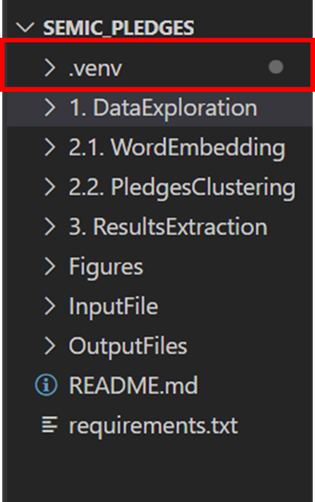 SEMIC_PLEDGES
.venv
1. DataExploration
2.1. WordEmbedding
2.2. PledgesClustering
3. ResultsExtraction
Figures
InputFile
OutputFiles
README.md
requirements.txt